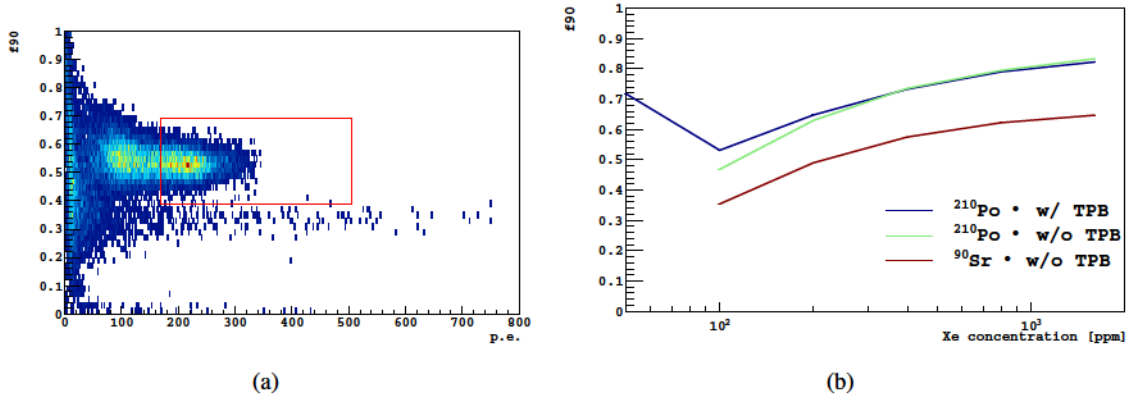 f90
1
0.9
0.8
0.7
0.6
0.5
0.4
0.3
0.2
0.1
0
0 100 200 300 400 500 600 700 800
p.e.
(a)
f90
1
0.9
0.8
0.7
0.6
0.5
0.4
0.3
0.2
0.1
0
²¹⁰Po • w/ TPB
²¹⁰Po • w/o TPB
⁹⁰Sr • w/o TPB
10² 10³
Xe concentration [ppm]
(b)